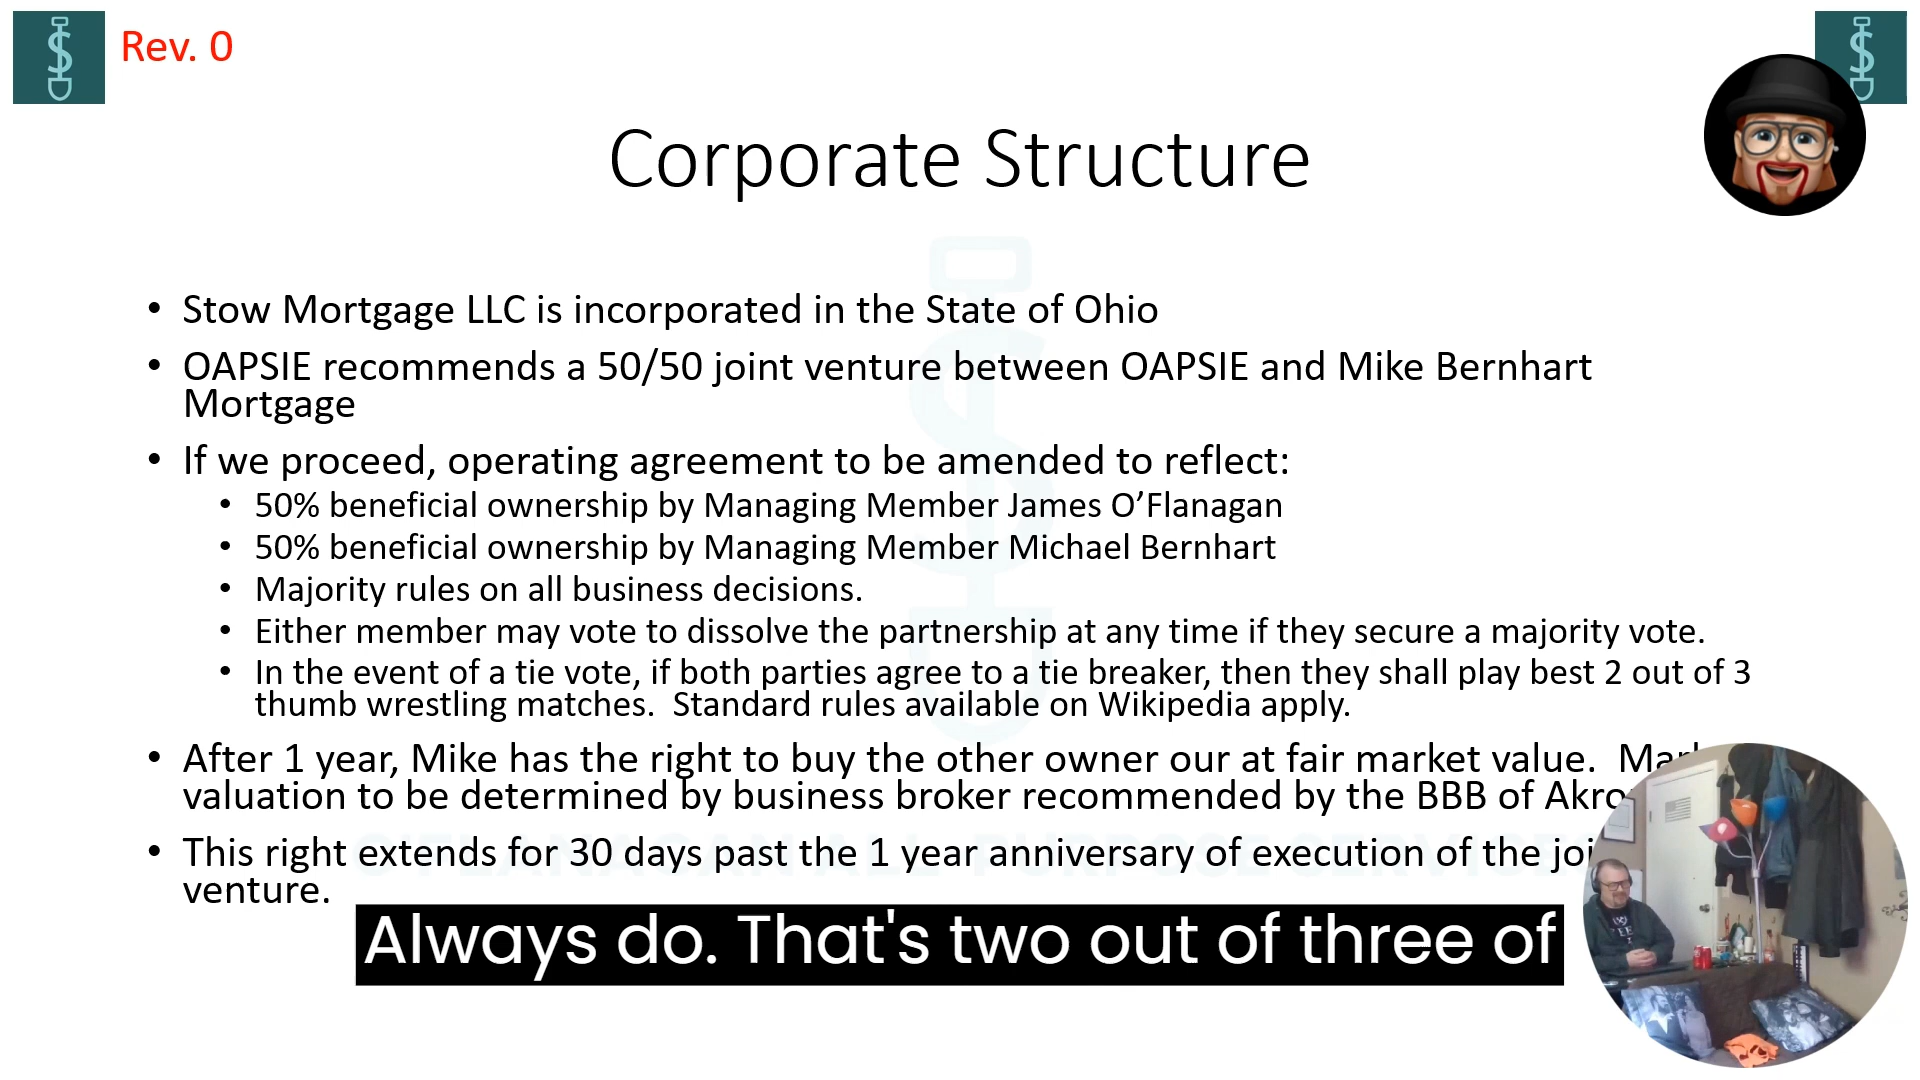 Rev. 0
Corporate Structure
• Stow Mortgage LLC is incorporated in the State of Ohio
• OAPSIE recommends a 50/50 joint venture between OAPSIE and Mike Bernhart
Mortgage
• If we proceed, operating agreement to be amended to reflect:
• 50% beneficial ownership by Managing Member James O’Flanagan
• 50% beneficial ownership by Managing Member Michael Bernhart
• Majority rules on all business decisions.
• Either member may vote to dissolve the partnership at any time if they secure a majority vote.
• In the event of a tie vote, if both parties agree to a tie breaker, then they shall play best 2 out of 3
thumb wrestling matches.  Standard rules available on Wikipedia apply.
• After 1 year, Mike has the right to buy the other owner our at fair market value.
valuation to be determined by business broker recommended by the BBB of
• This right extends for 30 days past the 1 year anniversary of execution of the
venture.
Always do. That's two out of three of